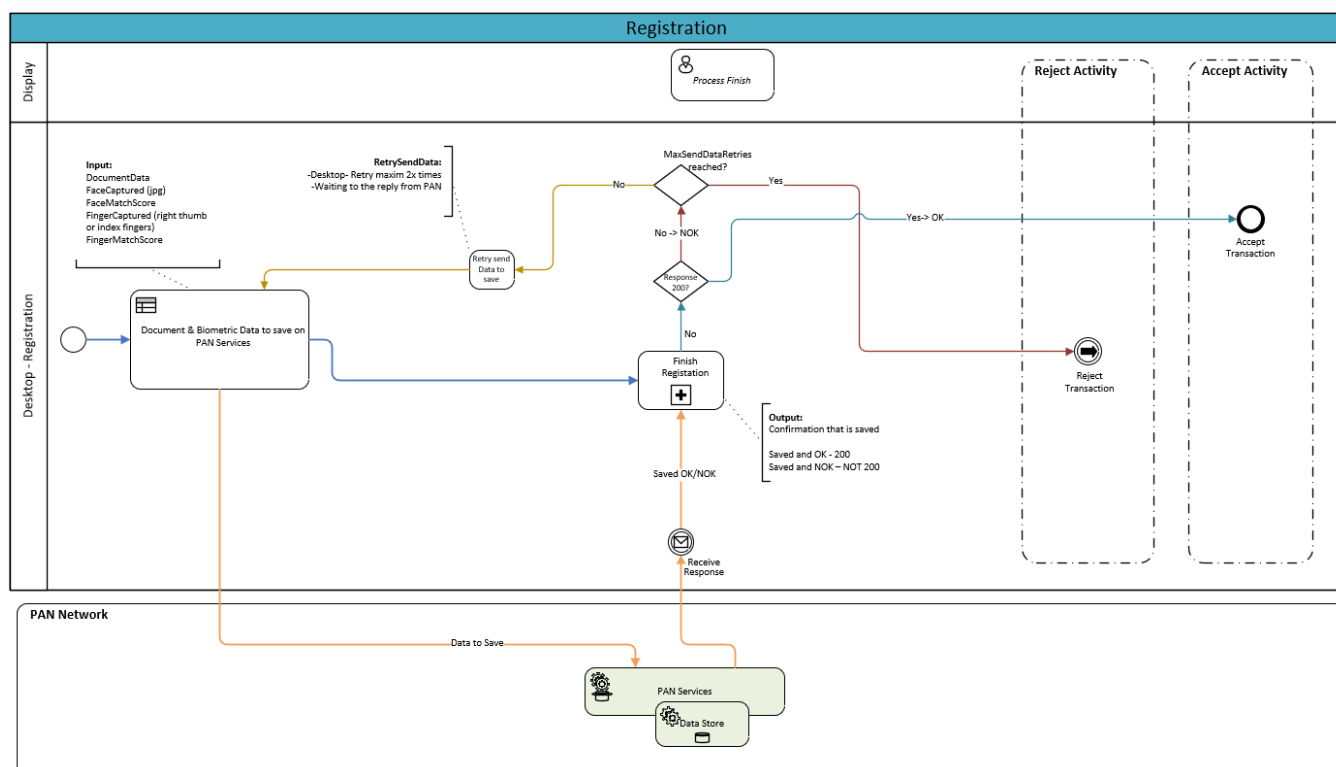 Registration
Display
Process Finish
Reject Activity
Accept Activity
Desktop - Registration
Input:
DocumentData
FaceCaptured (jpg)
FaceMatchScore
FingerCaptured (right thumb
or index fingers)
FingerMatchScore
RetrySendData:
-Desktop- Retry maxim 2x times
-Waiting to the reply from PAN
MaxSendDataRetries
reached?
No
Yes
No -> NOK
Yes-> OK
Accept
Transaction
Retry send
Data to
save
Response
200?
Document & Biometric Data to save on
PAN Services
No
Finish
Registation
Reject
Transaction
Output:
Confirmation that is saved
Saved and OK - 200
Saved and NOK – NOT 200
Saved OK/NOK
Receive
Response
PAN Network
Data to Save
PAN Services
Data Store